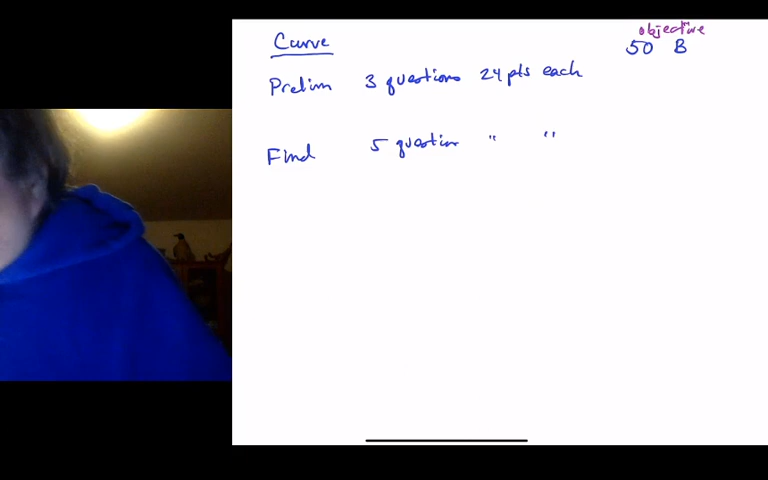 Curve
objective
50 B
Prelim 3 questions 24 pts each
Final 5 question " "